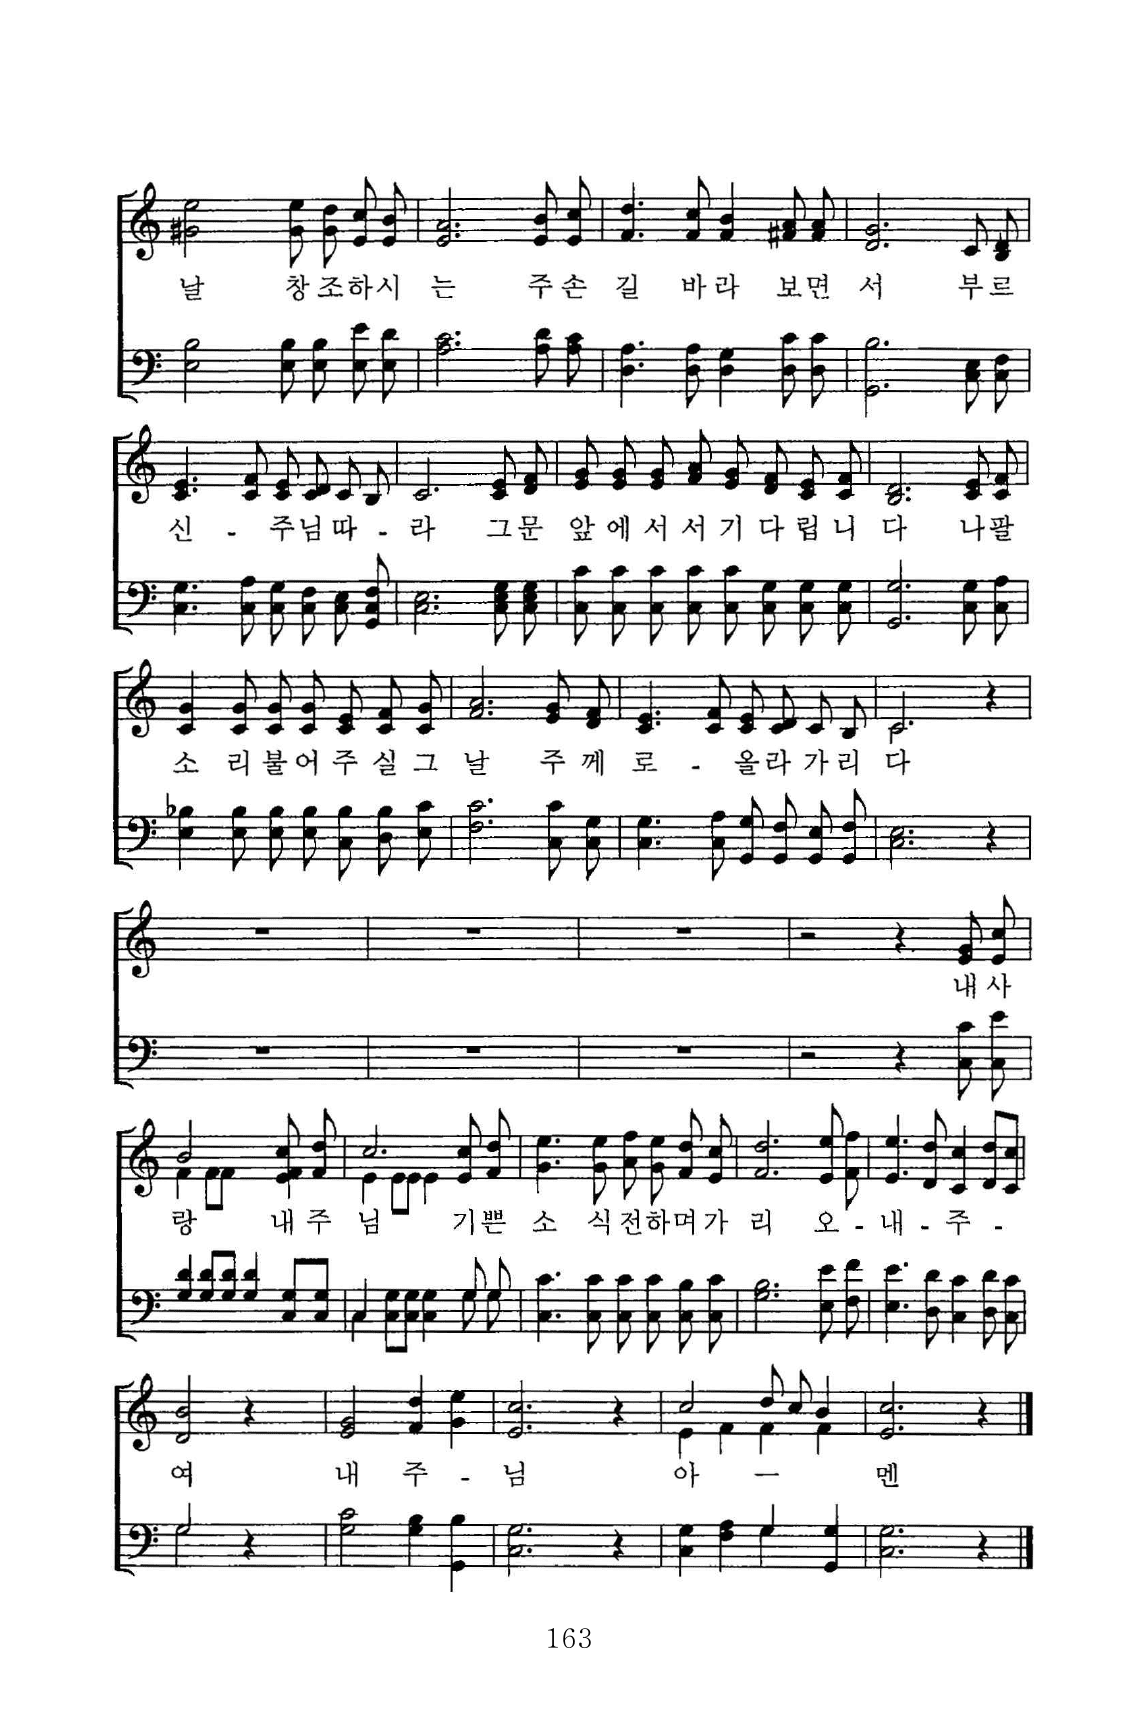 날 창조하시 는 주손 길 바라 보면 서 부르
신 - 주님따 - 라 그문 앞에서서기다립니 다 나팔
소 리불어주실그 날 주께 로 - 올라가리 다
내사
랑 내주 님 기쁜 소 식전하며가 리 오 - 내 - 주 -
여 내 주 - 님 아 ー 멘
163